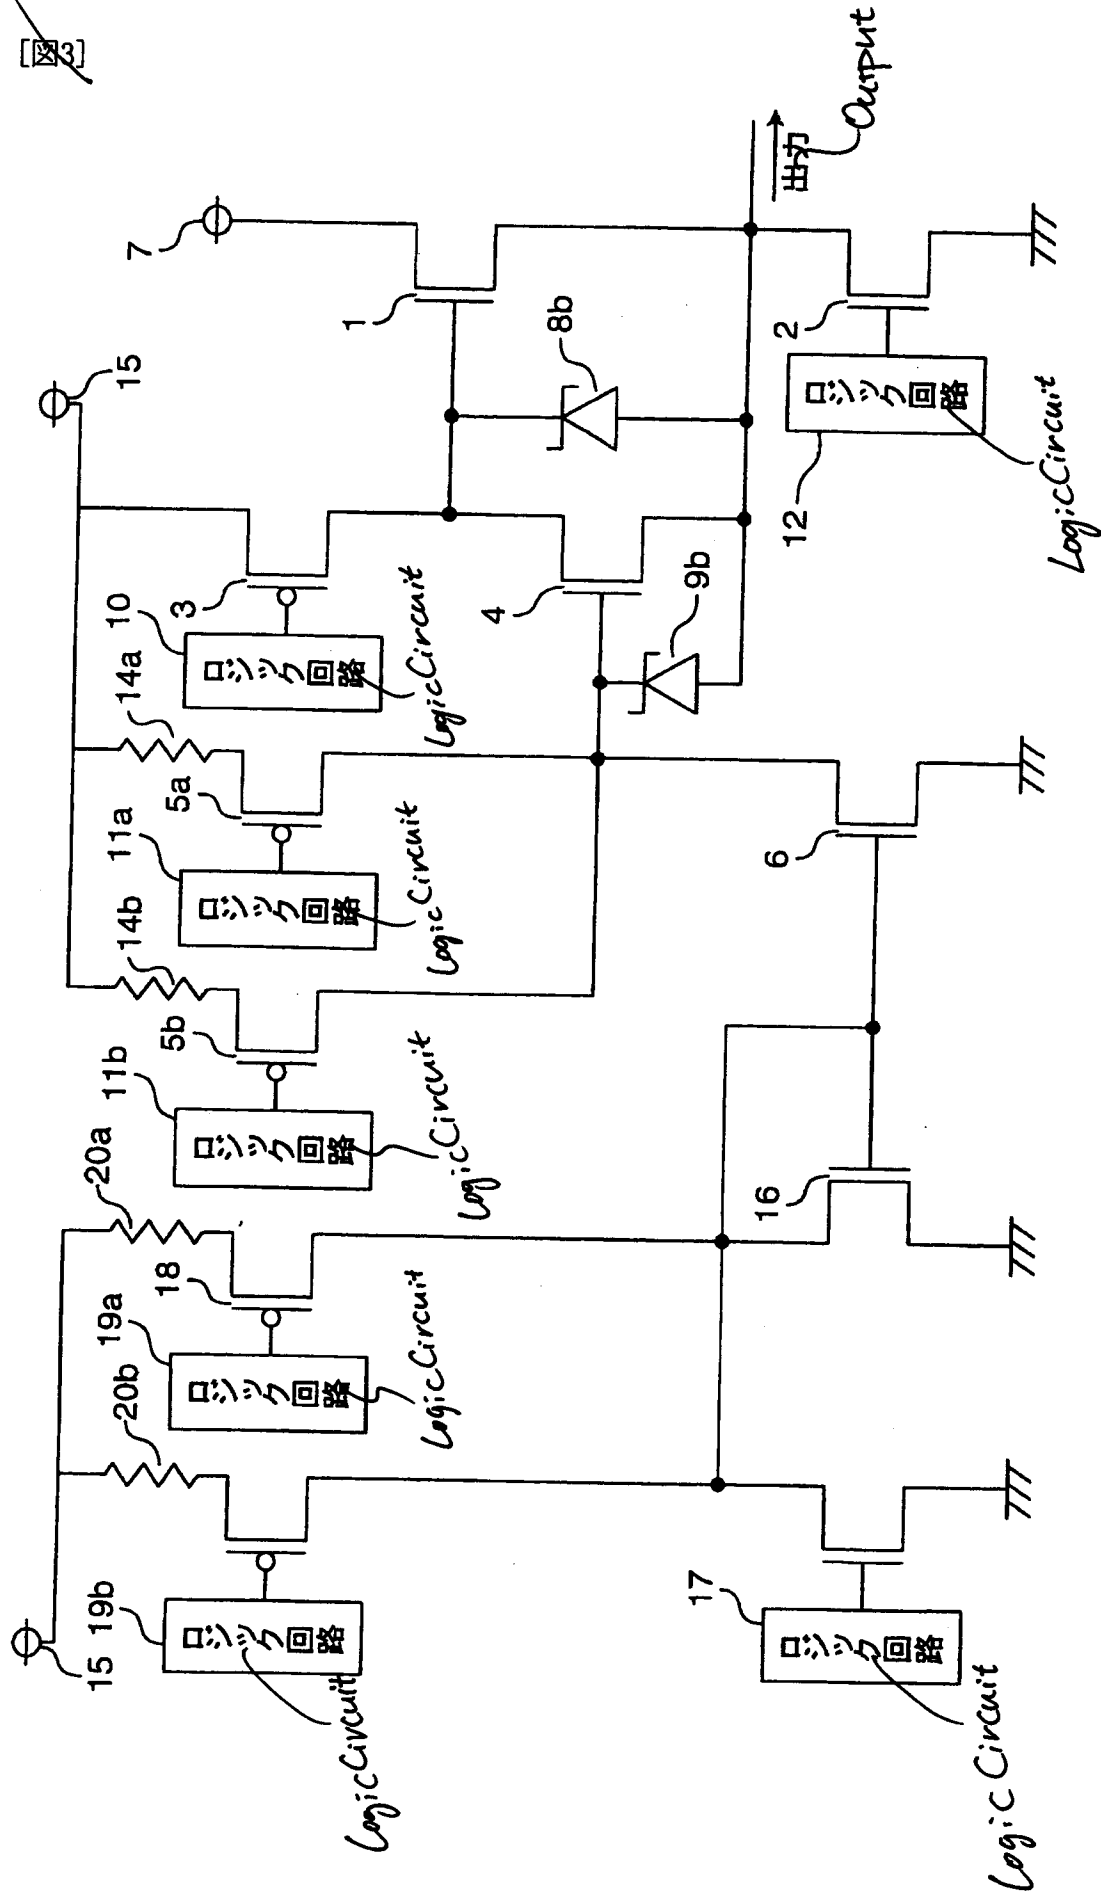 [図3]
7
15
1
8b
出力
Output
2
ロジック回路
12
Logic Circuit
3
10
ロジック回路
Logic Circuit
4
9b
14a
5a
11a
ロジック回路
Logic Circuit
14b
5b
11b
ロジック回路
Logic Circuit
6
20a
18
19a
ロジック回路
Logic Circuit
16
20b
15
19b
ロジック回路
Logic Circuit
17
ロジック回路
Logic Circuit